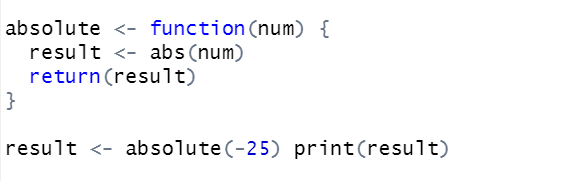 absolute <- function(num) {
  result <- abs(num)
  return(result)
}
result <- absolute(-25) print(result)